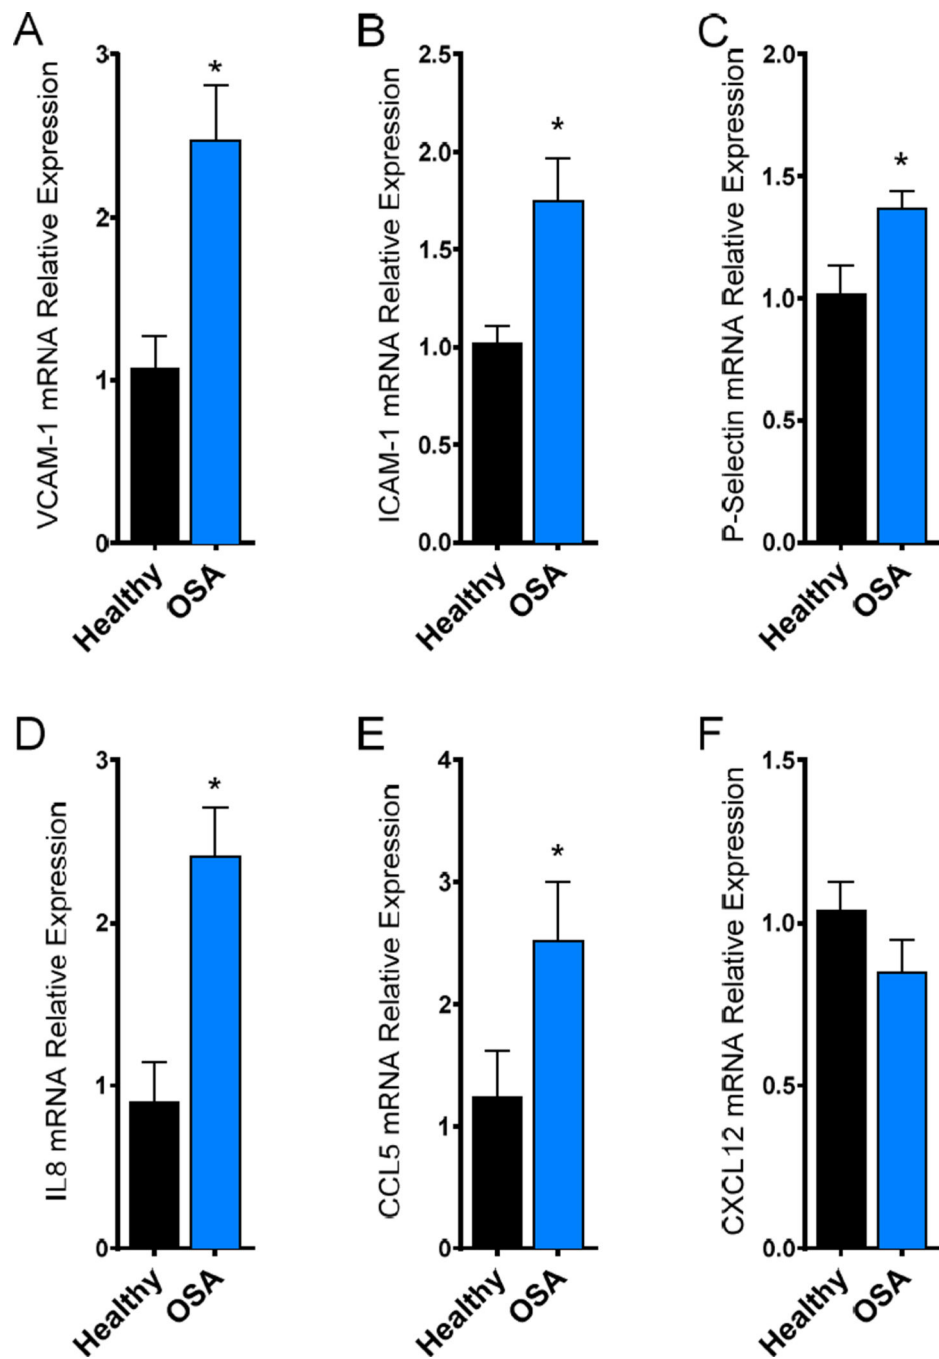 A
VCAM-1 mRNA Relative Expression
3
2
1
0
*
Healthy
OSA
B
ICAM-1 mRNA Relative Expression
2.5
2.0
1.5
1.0
0.5
0.0
*
Healthy
OSA
C
P-Selectin mRNA Relative Expression
2.0
1.5
1.0
0.5
0.0
*
Healthy
OSA
D
IL8 mRNA Relative Expression
3
2
1
0
*
Healthy
OSA
E
CCL5 mRNA Relative Expression
4
3
2
1
0
*
Healthy
OSA
F
CXCL12 mRNA Relative Expression
1.5
1.0
0.5
0.0
Healthy
OSA